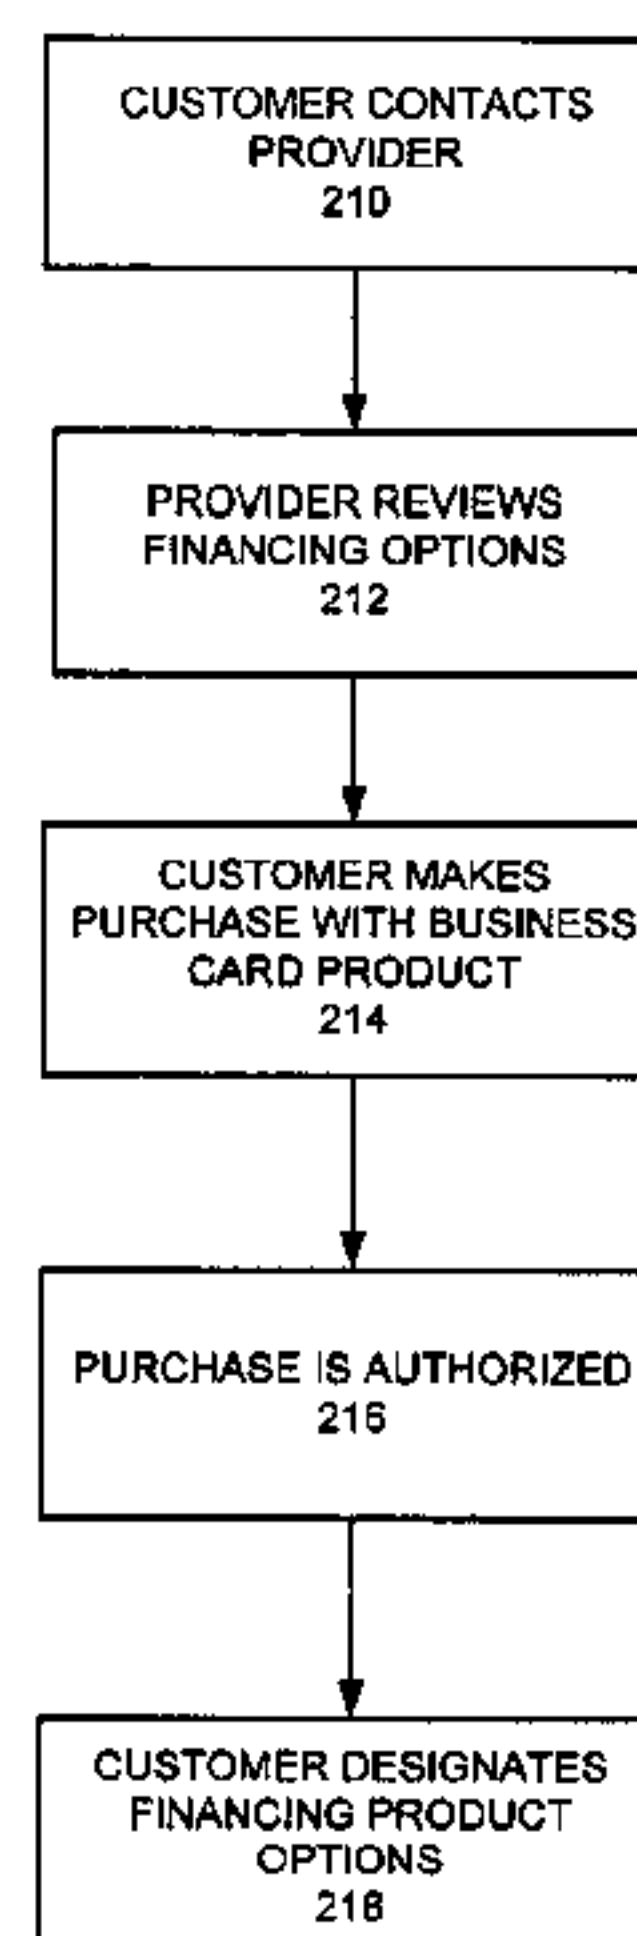 CUSTOMER CONTACTS
PROVIDER
210
PROVIDER REVIEWS
FINANCING OPTIONS
212
CUSTOMER MAKES
PURCHASE WITH BUSINESS
CARD PRODUCT
214
PURCHASE IS AUTHORIZED
216
CUSTOMER DESIGNATES
FINANCING PRODUCT
OPTIONS
218